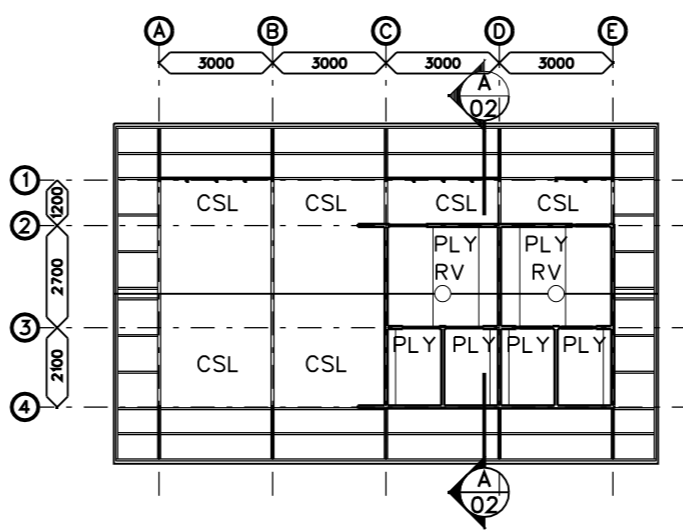 A B C D E
3000 3000 3000 3000
A
02
1
CSL CSL CSL CSL
1200
2
PLY PLY
RV RV
2700
3
PLY PLY PLY PLY
CSL CSL
2100
4
A
02